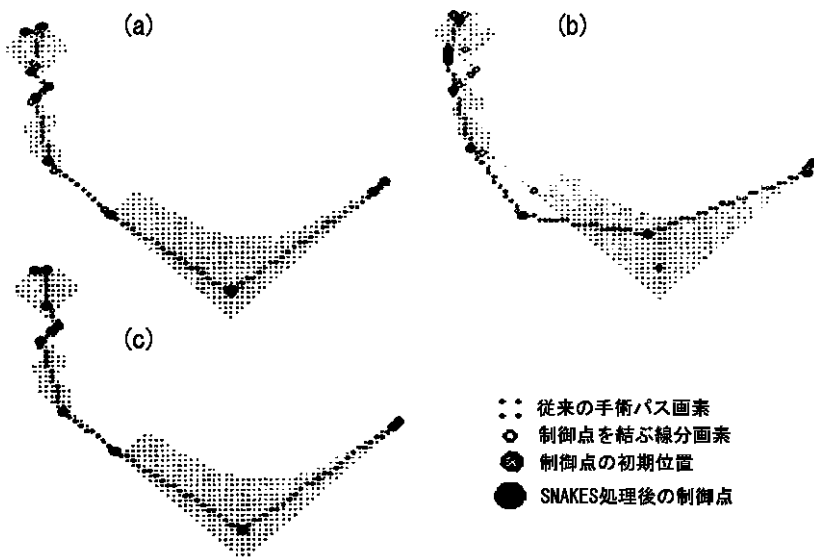 (a)
(b)
(c)
従来の手術パス画素
制御点を結ぶ線分画素
制御点の初期位置
SNAKES処理後の制御点